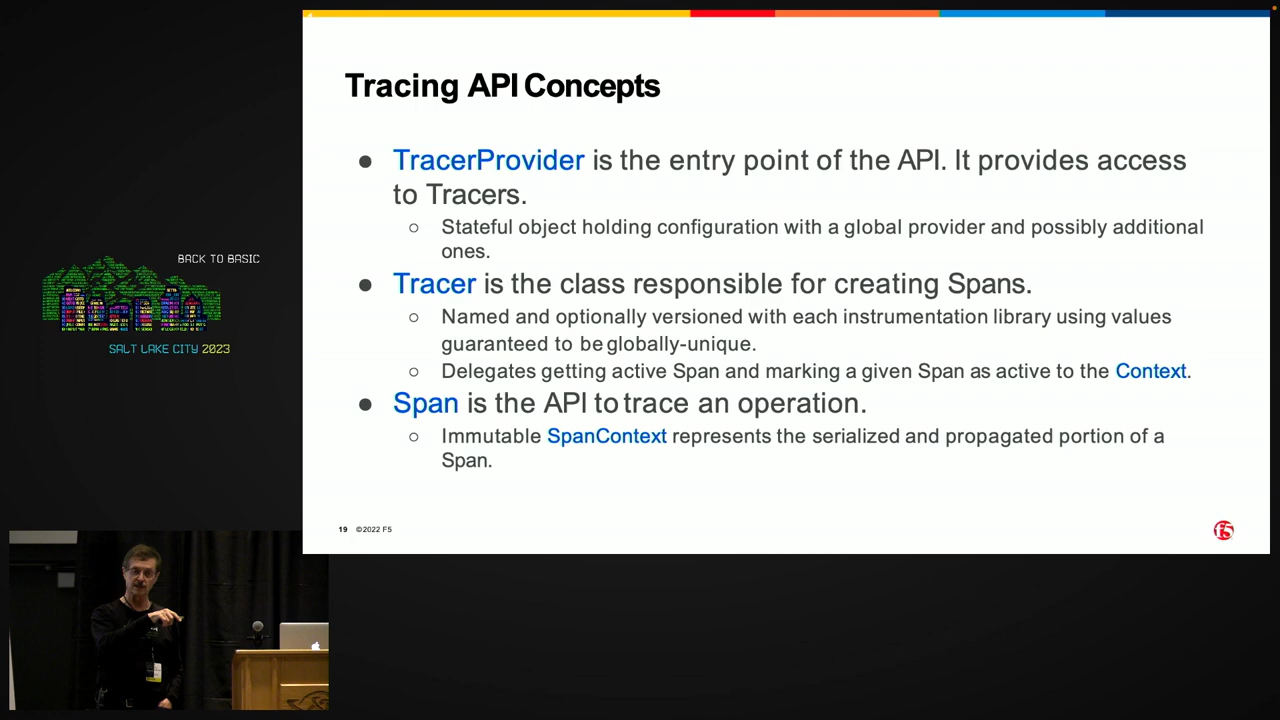 Tracing API Concepts
● TracerProvider is the entry point of the API. It provides access
to Tracers.
○ Stateful object holding configuration with a global provider and possibly additional
ones.
● Tracer is the class responsible for creating Spans.
○ Named and optionally versioned with each instrumentation library using values
guaranteed to be globally-unique.
○ Delegates getting active Span and marking a given Span as active to the Context.
● Span is the API to trace an operation.
○ Immutable SpanContext represents the serialized and propagated portion of a
Span.
19 ©2022 F5
f5
BACK TO BASIC
SALT LAKE CITY 2023